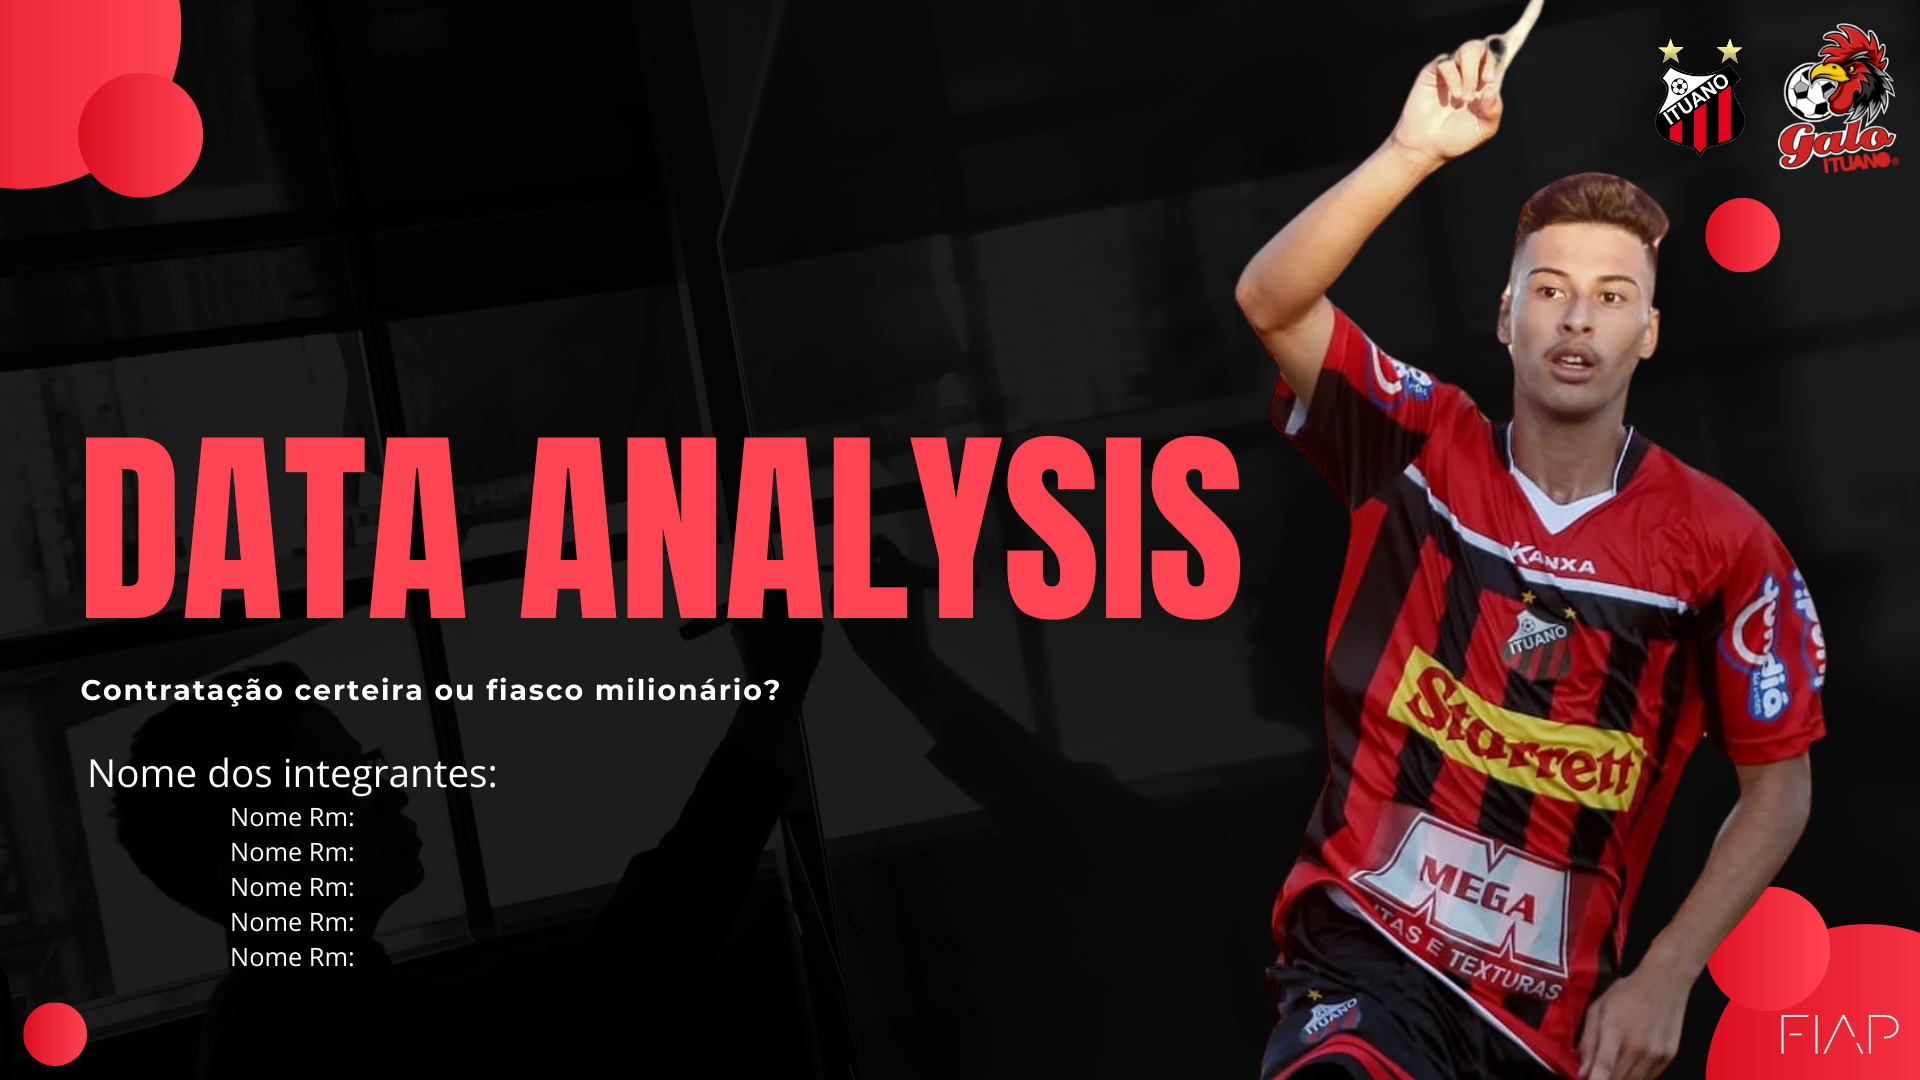 ITUANO
Galo
ITUANO
DATA ANALYSIS
Contratação certeira ou fiasco milionário?
Nome dos integrantes:
Nome Rm:
Nome Rm:
Nome Rm:
Nome Rm:
Nome Rm:
KANXA
ITUANO
Starrett
MEGA
TAS E TEXTURAS
ITUANO
FIAP